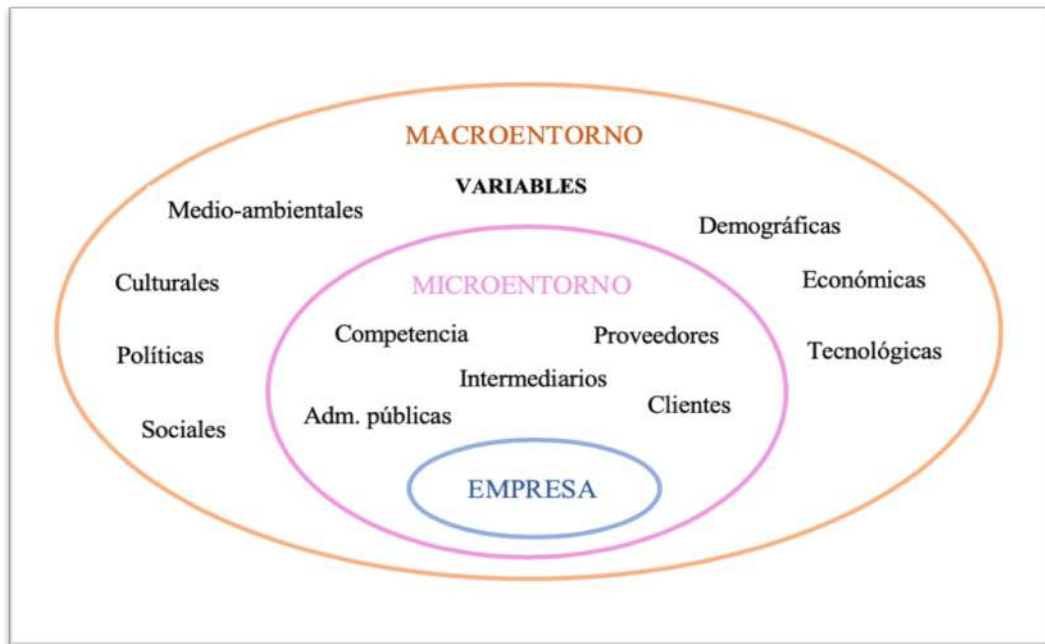 MACROENTORNO
VARIABLES
Medio-ambientales
Demográficas
Culturales
Económicas
Políticas
Tecnológicas
Sociales
MICROENTORNO
Competencia
Proveedores
Intermediarios
Adm. públicas
Clientes
EMPRESA